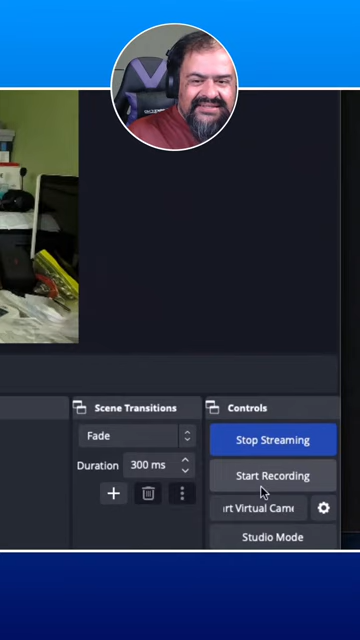 Scene Transitions
Controls
Fade
Stop Streaming
Duration
300 ms
Start Recording
rt Virtual Came
Studio Mode